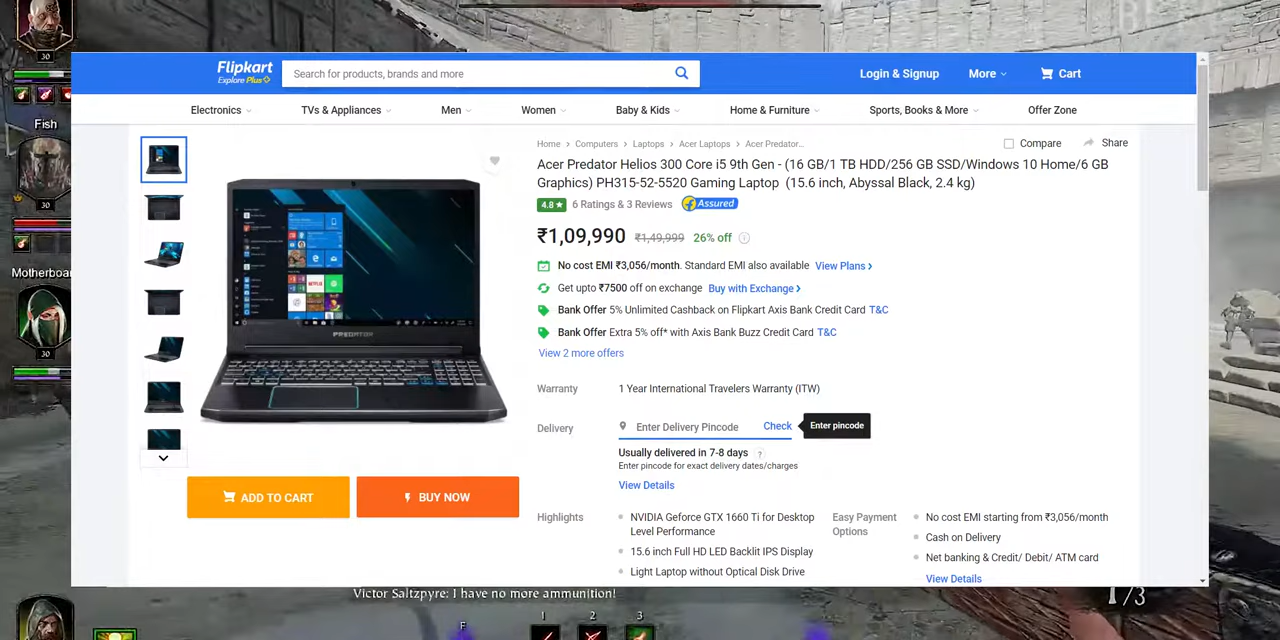 30
Fish
30
Motherboar
30
Flipkart
Explore Plus
Search for products, brands and more
Login & Signup
More
Cart
Electronics
TVs & Appliances
Men
Women
Baby & Kids
Home & Furniture
Sports, Books & More
Offer Zone
Home > Computers > Laptops > Acer Laptops > Acer Predator...
Compare
Share
Acer Predator Helios 300 Core i5 9th Gen - (16 GB/1 TB HDD/256 GB SSD/Windows 10 Home/6 GB
Graphics) PH315-52-5520 Gaming Laptop (15.6 inch, Abyssal Black, 2.4 kg)
4.8 ★ 6 Ratings & 3 Reviews Assured
₹1,09,990 ₹1,49,999 26% off
No cost EMI ₹3,056/month. Standard EMI also available View Plans >
Get upto ₹7500 off on exchange Buy with Exchange >
Bank Offer 5% Unlimited Cashback on Flipkart Axis Bank Credit Card T&C
Bank Offer Extra 5% off* with Axis Bank Buzz Credit Card T&C
View 2 more offers
PREDATOR
Warranty
1 Year International Travelers Warranty (ITW)
Delivery
Enter Delivery Pincode
Check
Enter pincode
Usually delivered in 7-8 days ?
Enter pincode for exact delivery dates/charges
View Details
ADD TO CART
BUY NOW
Highlights
NVIDIA Geforce GTX 1660 Ti for Desktop
Level Performance
15.6 inch Full HD LED Backlit IPS Display
Light Laptop without Optical Disk Drive
Easy Payment
Options
No cost EMI starting from ₹3,056/month
Cash on Delivery
Net banking & Credit/ Debit/ ATM card
View Details
Victor Saltzpyre: I have no more ammunition!
1/3
F
1
2
3